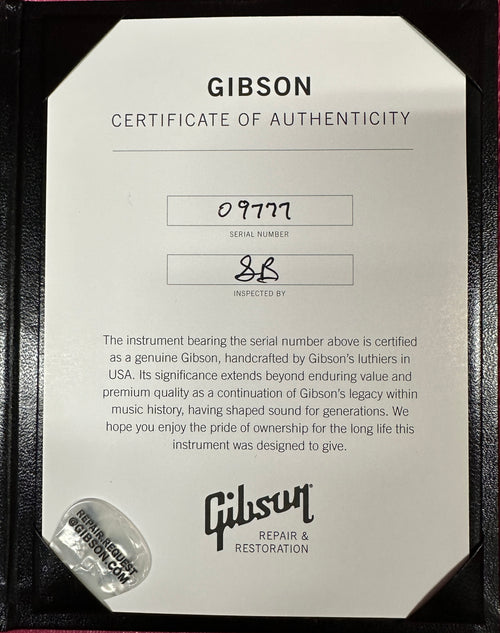 GIBSON
CERTIFICATE OF AUTHENTICITY
09777
SERIAL NUMBER
SB
INSPECTED BY
The instrument bearing the serial number above is certified
as a genuine Gibson, handcrafted by Gibson's luthiers in
USA. Its significance extends beyond enduring value and
premium quality as a continuation of Gibson's legacy within
music history, having shaped sound for generations. We
hope you enjoy the pride of ownership for the long life this
instrument was designed to give.
Gibson
REPAIR &
RESTORATION
REPAIR.REQUEST
@GIBSON.COM